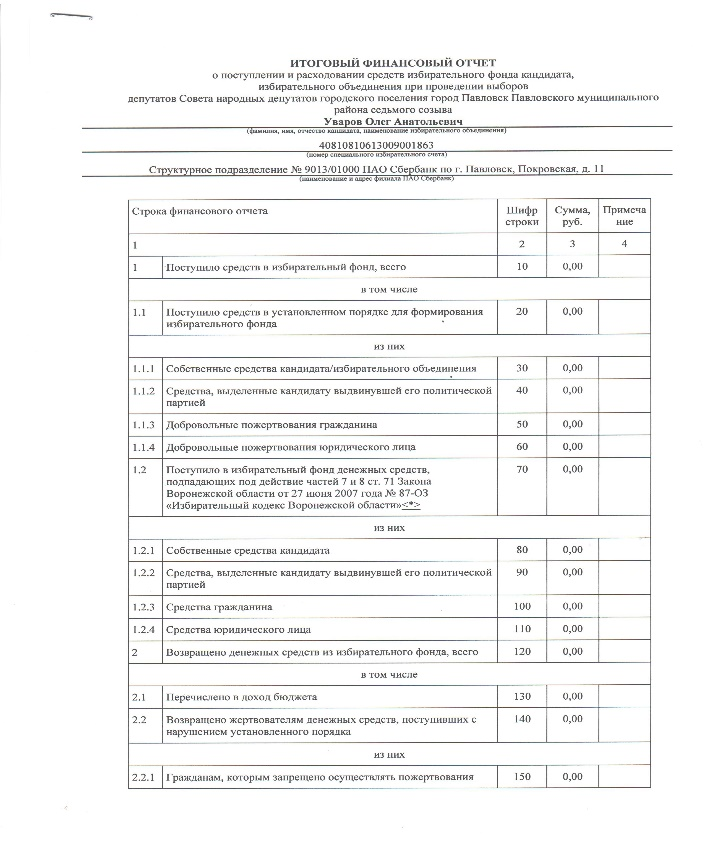 ИТОГОВЫЙ ФИНАНСОВЫЙ ОТЧЕТ
о поступлении и расходовании средств избирательного фонда кандидата,
избирательного объединения при проведении выборов
депутатов Совета народных депутатов городского поселения город Павловск Павловского муниципального
района седьмого созыва
Уваров Олег Анатольевич
(фамилия, имя, отчество кандидата, наименование избирательного объединения)
40810810613009001863
(номер специального избирательного счета)
Структурное подразделение № 9013/01000 ПАО Сбербанк по г. Павловск, Покровская, д. 11
(наименование и адрес филиала ПАО Сбербанк)
Строка финансового отчета Шифр Сумма, Примеча
строки руб. ние
1 2 3 4
1 Поступило средств в избирательный фонд, всего 10 0,00
в том числе
1.1 Поступило средств в установленном порядке для формирования 20 0,00
избирательного фонда
из них
1.1.1 Собственные средства кандидата/избирательного объединения 30 0,00
1.1.2 Средства, выделенные кандидату выдвинувшей его политической 40 0,00
партией
1.1.3 Добровольные пожертвования гражданина 50 0,00
1.1.4 Добровольные пожертвования юридического лица 60 0,00
1.2 Поступило в избирательный фонд денежных средств, 70 0,00
подпадающих под действие частей 7 и 8 ст. 71 Закона
Воронежской области от 27 июня 2007 года № 87-ОЗ
«Избирательный кодекс Воронежской области»<*>
из них
1.2.1 Собственные средства кандидата 80 0,00
1.2.2 Средства, выделенные кандидату выдвинувшей его политической 90 0,00
партией
1.2.3 Средства гражданина 100 0,00
1.2.4 Средства юридического лица 110 0,00
2 Возвращено денежных средств из избирательного фонда, всего 120 0,00
в том числе
2.1 Перечислено в доход бюджета 130 0,00
2.2 Возвращено жертвователям денежных средств, поступивших с 140 0,00
нарушением установленного порядка
из них
2.2.1 Гражданам, которым запрещено осуществлять пожертвования 150 0,00